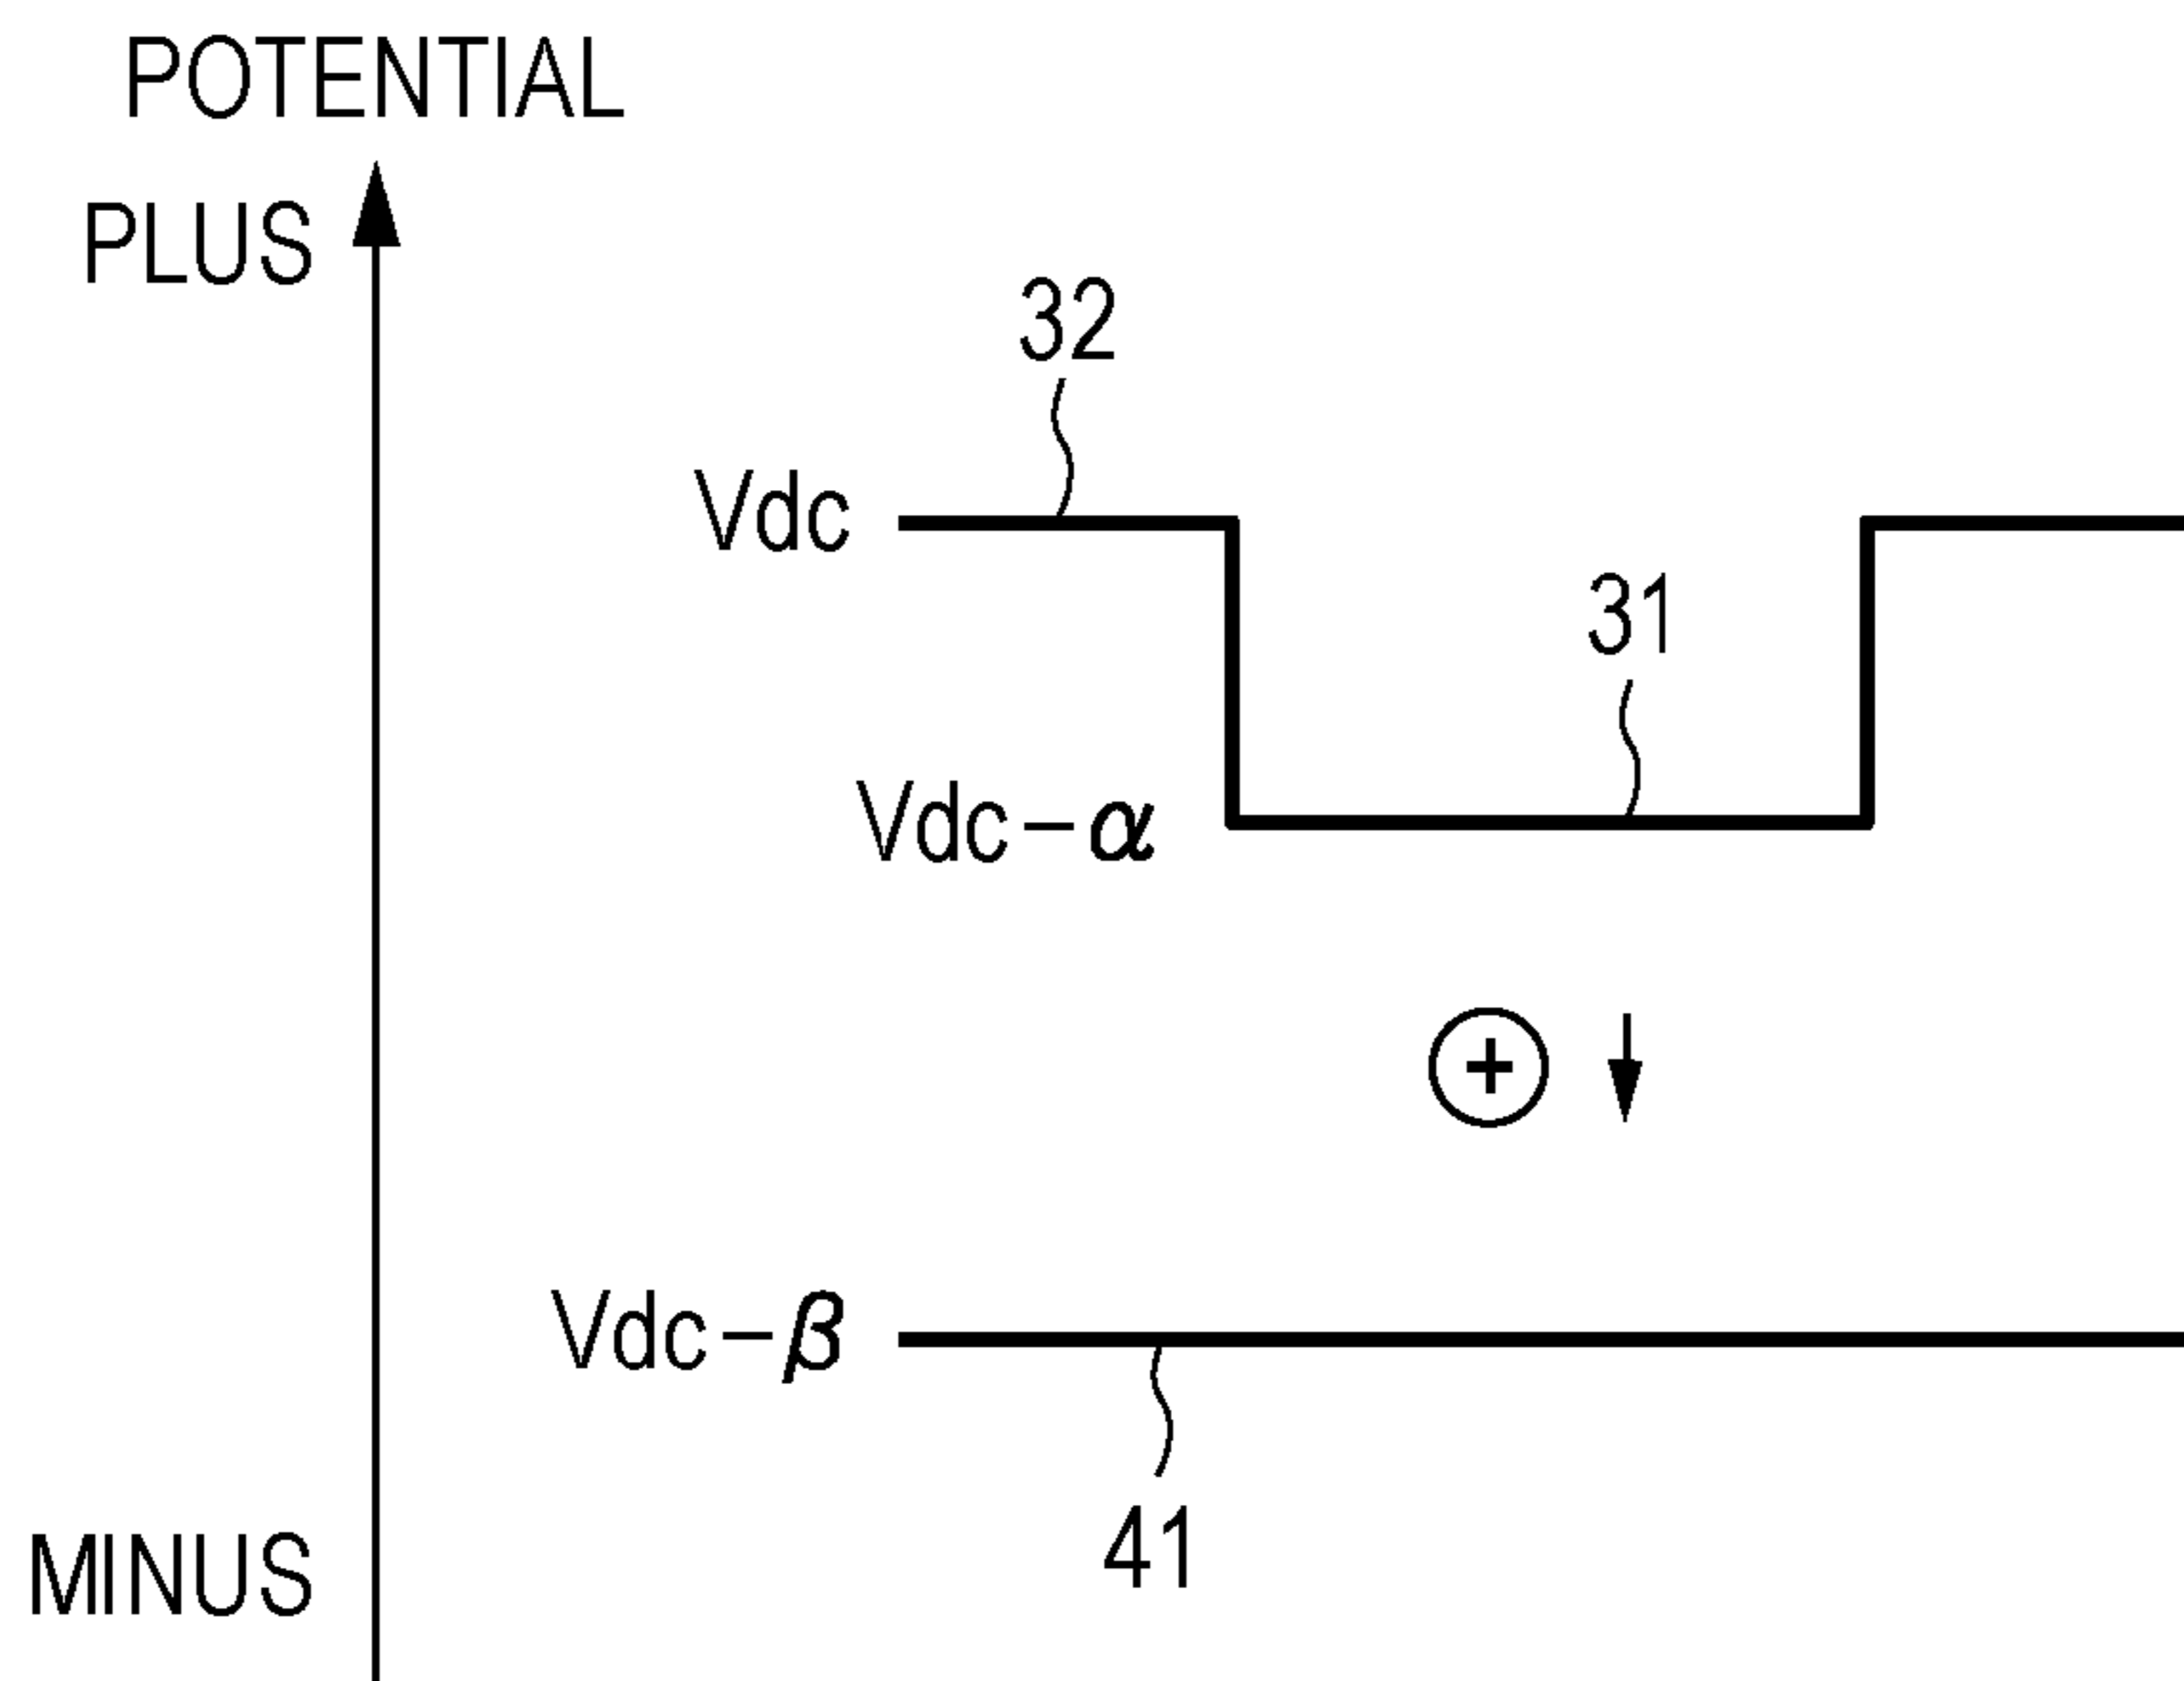 POTENTIAL
PLUS
32
Vdc
31
Vdc－α
+
Vdc－β
41
MINUS